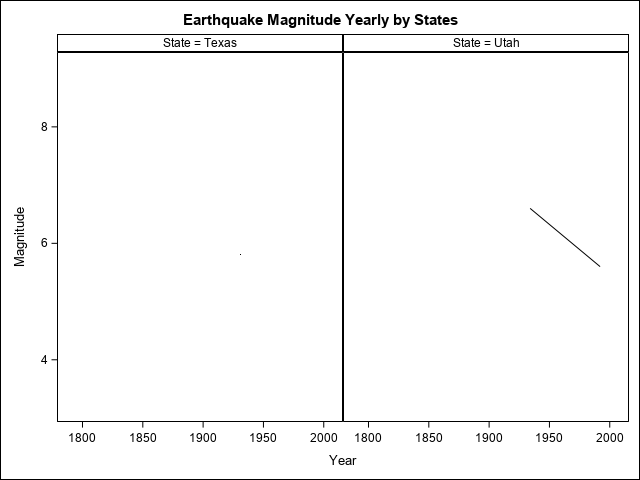 Earthquake Magnitude Yearly by States
State = Texas
State = Utah
8
6
4
Magnitude
1800 1850 1900 1950 2000 1800 1850 1900 1950 2000
Year